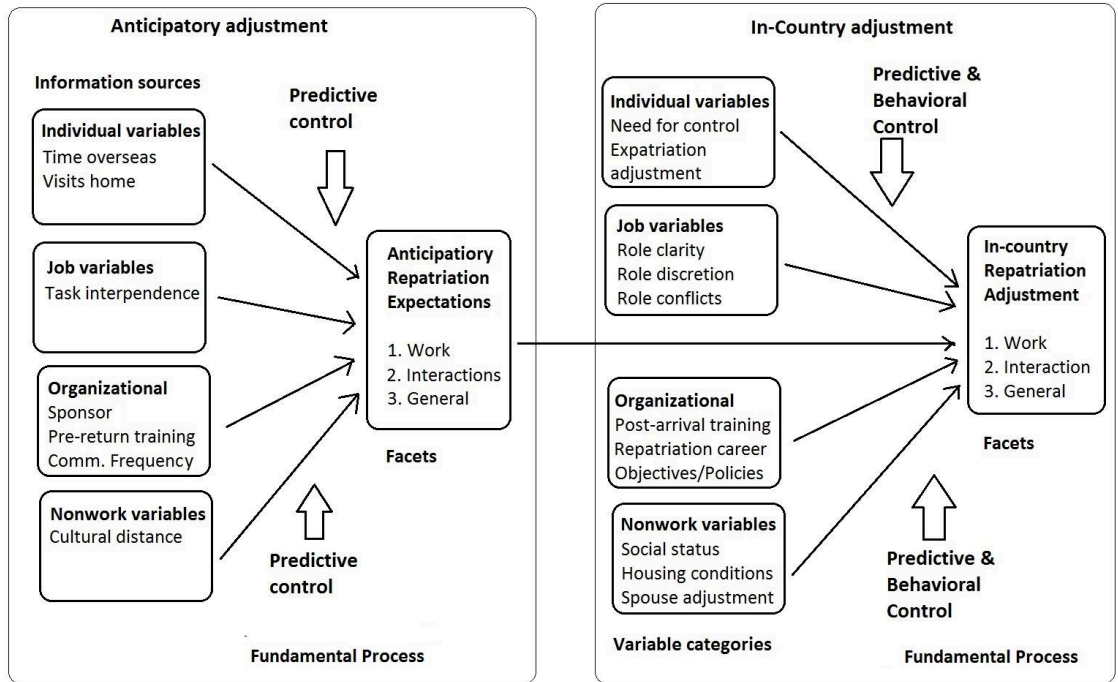 Anticipatory adjustment
Information sources
Predictive
control
Individual variables
Time overseas
Visits home
Job variables
Task interpendence
Organizational
Sponsor
Pre-return training
Comm. Frequency
Nonwork variables
Cultural distance
Anticipatiory
Repatriation
Expectations
1. Work
2. Interactions
3. General
Facets
Predictive
control
Fundamental Process
In-Country adjustment
Predictive &
Behavioral
Control
Individual variables
Need for control
Expatriation
adjustment
Job variables
Role clarity
Role discretion
Role conflicts
Organizational
Post-arrival training
Repatriation career
Objectives/Policies
Nonwork variables
Social status
Housing conditions
Spouse adjustment
Variable categories
In-country
Repatriation
Adjustment
1. Work
2. Interaction
3. General
Facets
Predictive &
Behavioral
Control
Fundamental Process